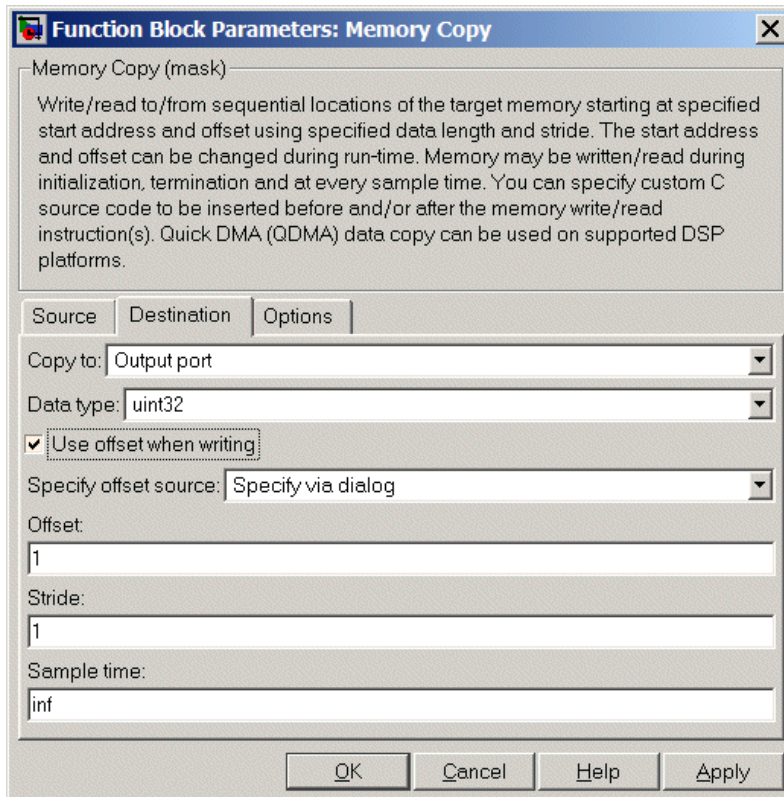 Function Block Parameters: Memory Copy
Memory Copy (mask)
Write/read to/from sequential locations of the target memory starting at specified
start address and offset using specified data length and stride. The start address
and offset can be changed during run-time. Memory may be written/read during
initialization, termination and at every sample time. You can specify custom C
source code to be inserted before and/or after the memory write/read
instruction(s). Quick DMA (QDMA) data copy can be used on supported DSP
platforms.
Source Destination Options
Copy to: Output port
Data type: uint32
Use offset when writing
Specify offset source: Specify via dialog
Offset:
1
Stride:
1
Sample time:
inf
OK Cancel Help Apply